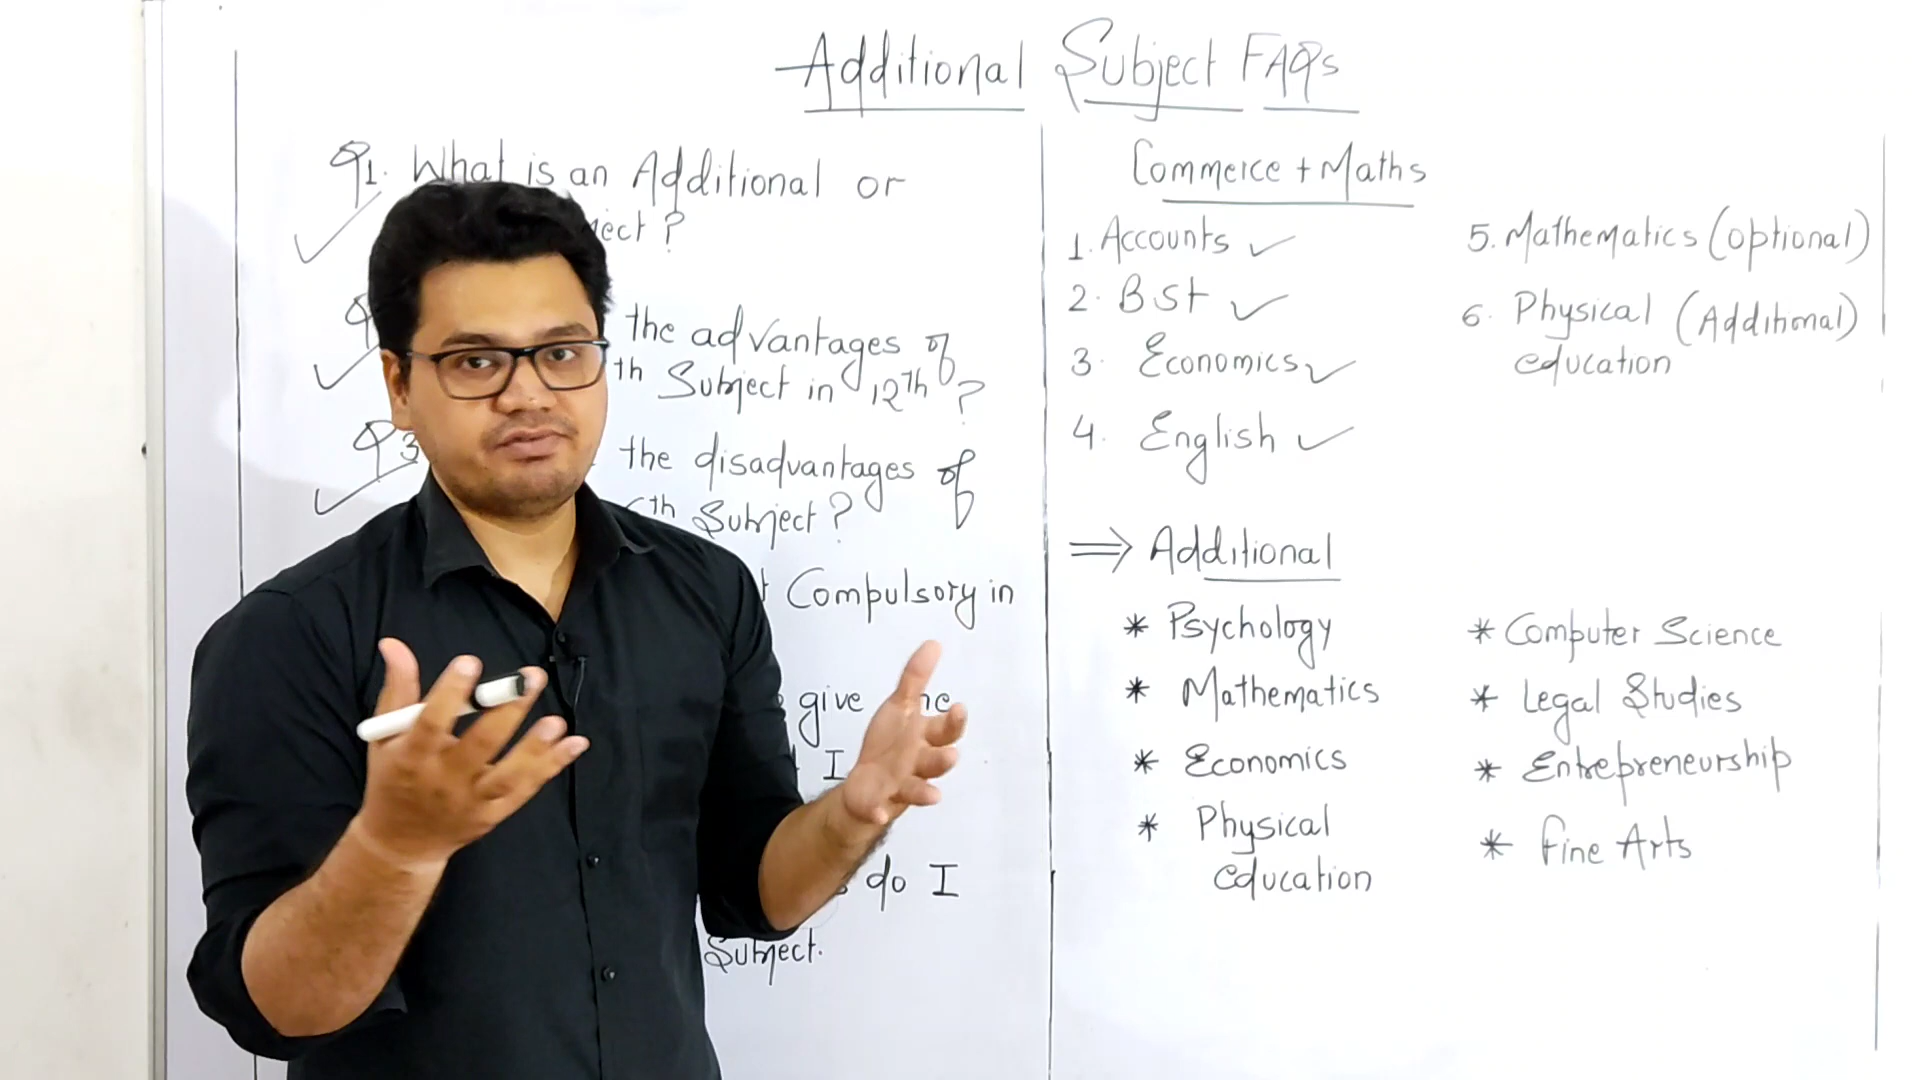 Additional Subject FAQs
Q1. What is an Additional or
ject?
the advantages of
th Subject in 12th?
Q3
the disadvantages of
6th Subject?
Compulsory in
give
I
do I
Subject.
Commerce + Maths
1. Accounts ✓
2. BSt ✓
3. Economics ✓
4. English ✓
5. Mathematics (optional)
6. Physical (Additional)
education
⇒ Additional
* Psychology
* Mathematics
* Economics
* Physical
education
* Computer Science
* Legal Studies
* Entrepreneurship
* Fine Arts